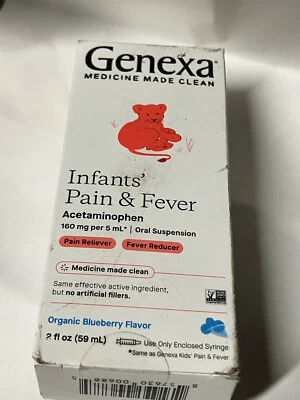 Genexa®
MEDICINE MADE CLEAN
Infants'
Pain & Fever
Acetaminophen
160 mg per 5 mL* | Oral Suspension
Pain Reliever Fever Reducer
Medicine made clean
Same effective active ingredient,
but no artificial fillers.
Organic Blueberry Flavor
2 fl oz (59 mL)
Use Only Enclosed Syringe
*Same as Genexa Kids' Pain & Fever